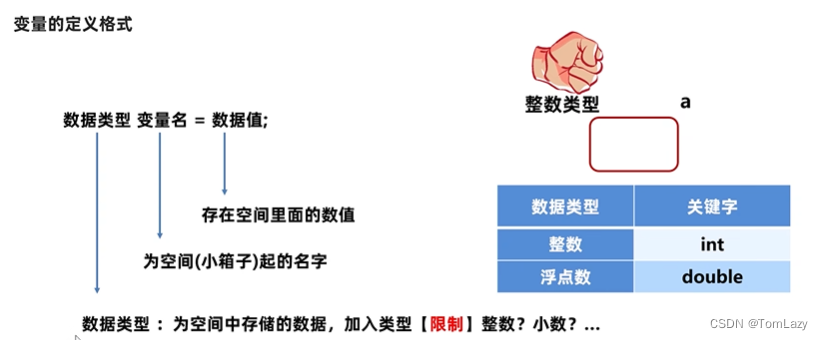 变量的定义格式
数据类型 变量名 = 数据值;
存在空间里面的数值
为空间(小箱子)起的名字
数据类型 ： 为空间中存储的数据，加入类型【限制】整数？小数？...
整数类型 a
数据类型 关键字
整数 int
浮点数 double
CSDN @TomLazy